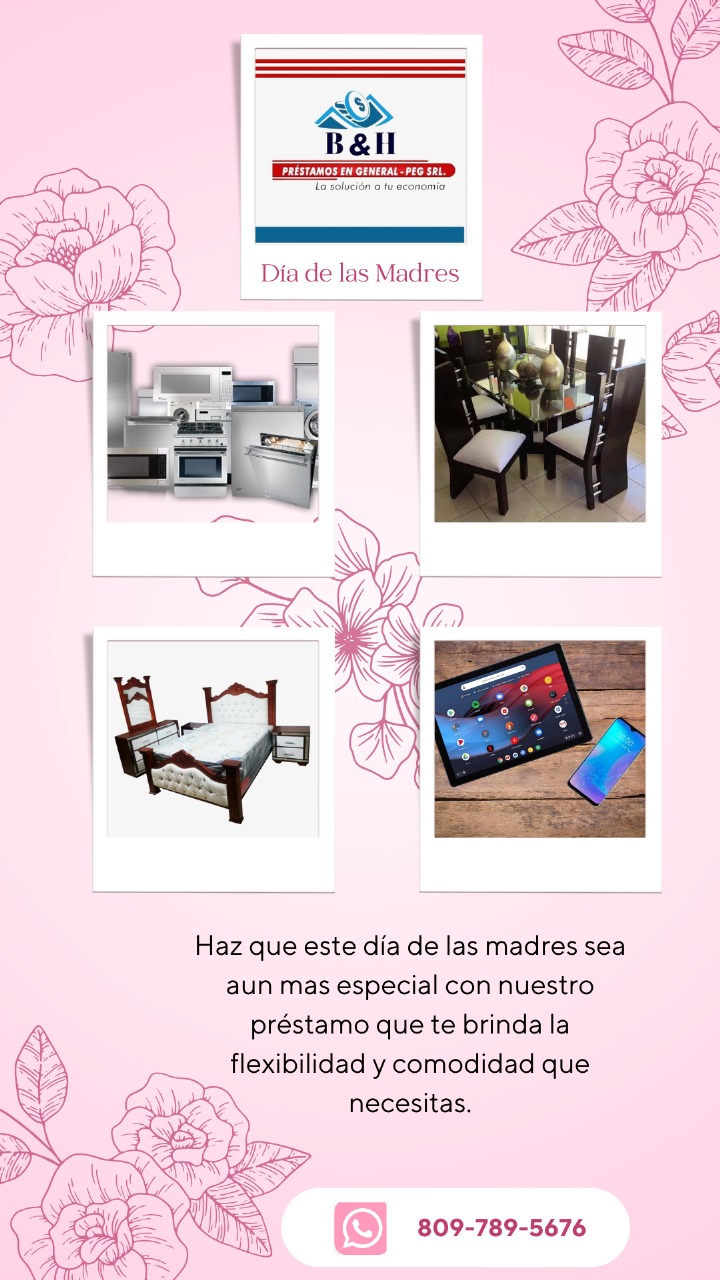 B & H
PRÉSTAMOS EN GENERAL - PEG SRL.
La solución a tu economía
Día de las Madres
Haz que este día de las madres sea
aun mas especial con nuestro
préstamo que te brinda la
flexibilidad y comodidad que
necesitas.
809-789-5676